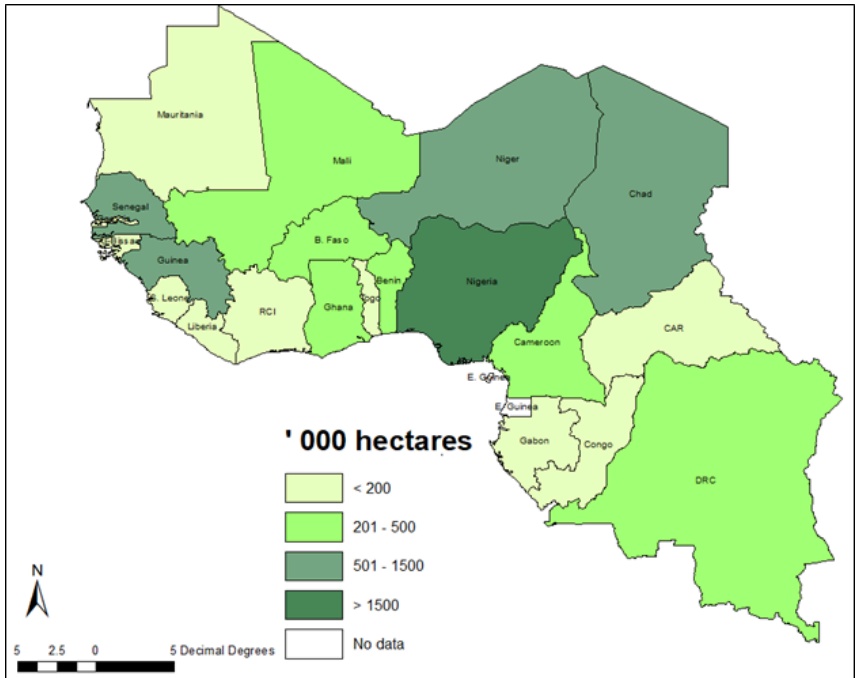 Mauritania
Mali
Niger
Chad
Senegal
B. Faso
Guinea
Benin
Nigeria
S. Leone
RCI
Ghana
Togo
Liberia
Cameroon
CAR
E. Guinea
E. Guinea
Gabon
Congo
DRC
' 000 hectares
< 200
201 - 500
501 - 1500
> 1500
No data
N
5 2.5 0 5 Decimal Degrees